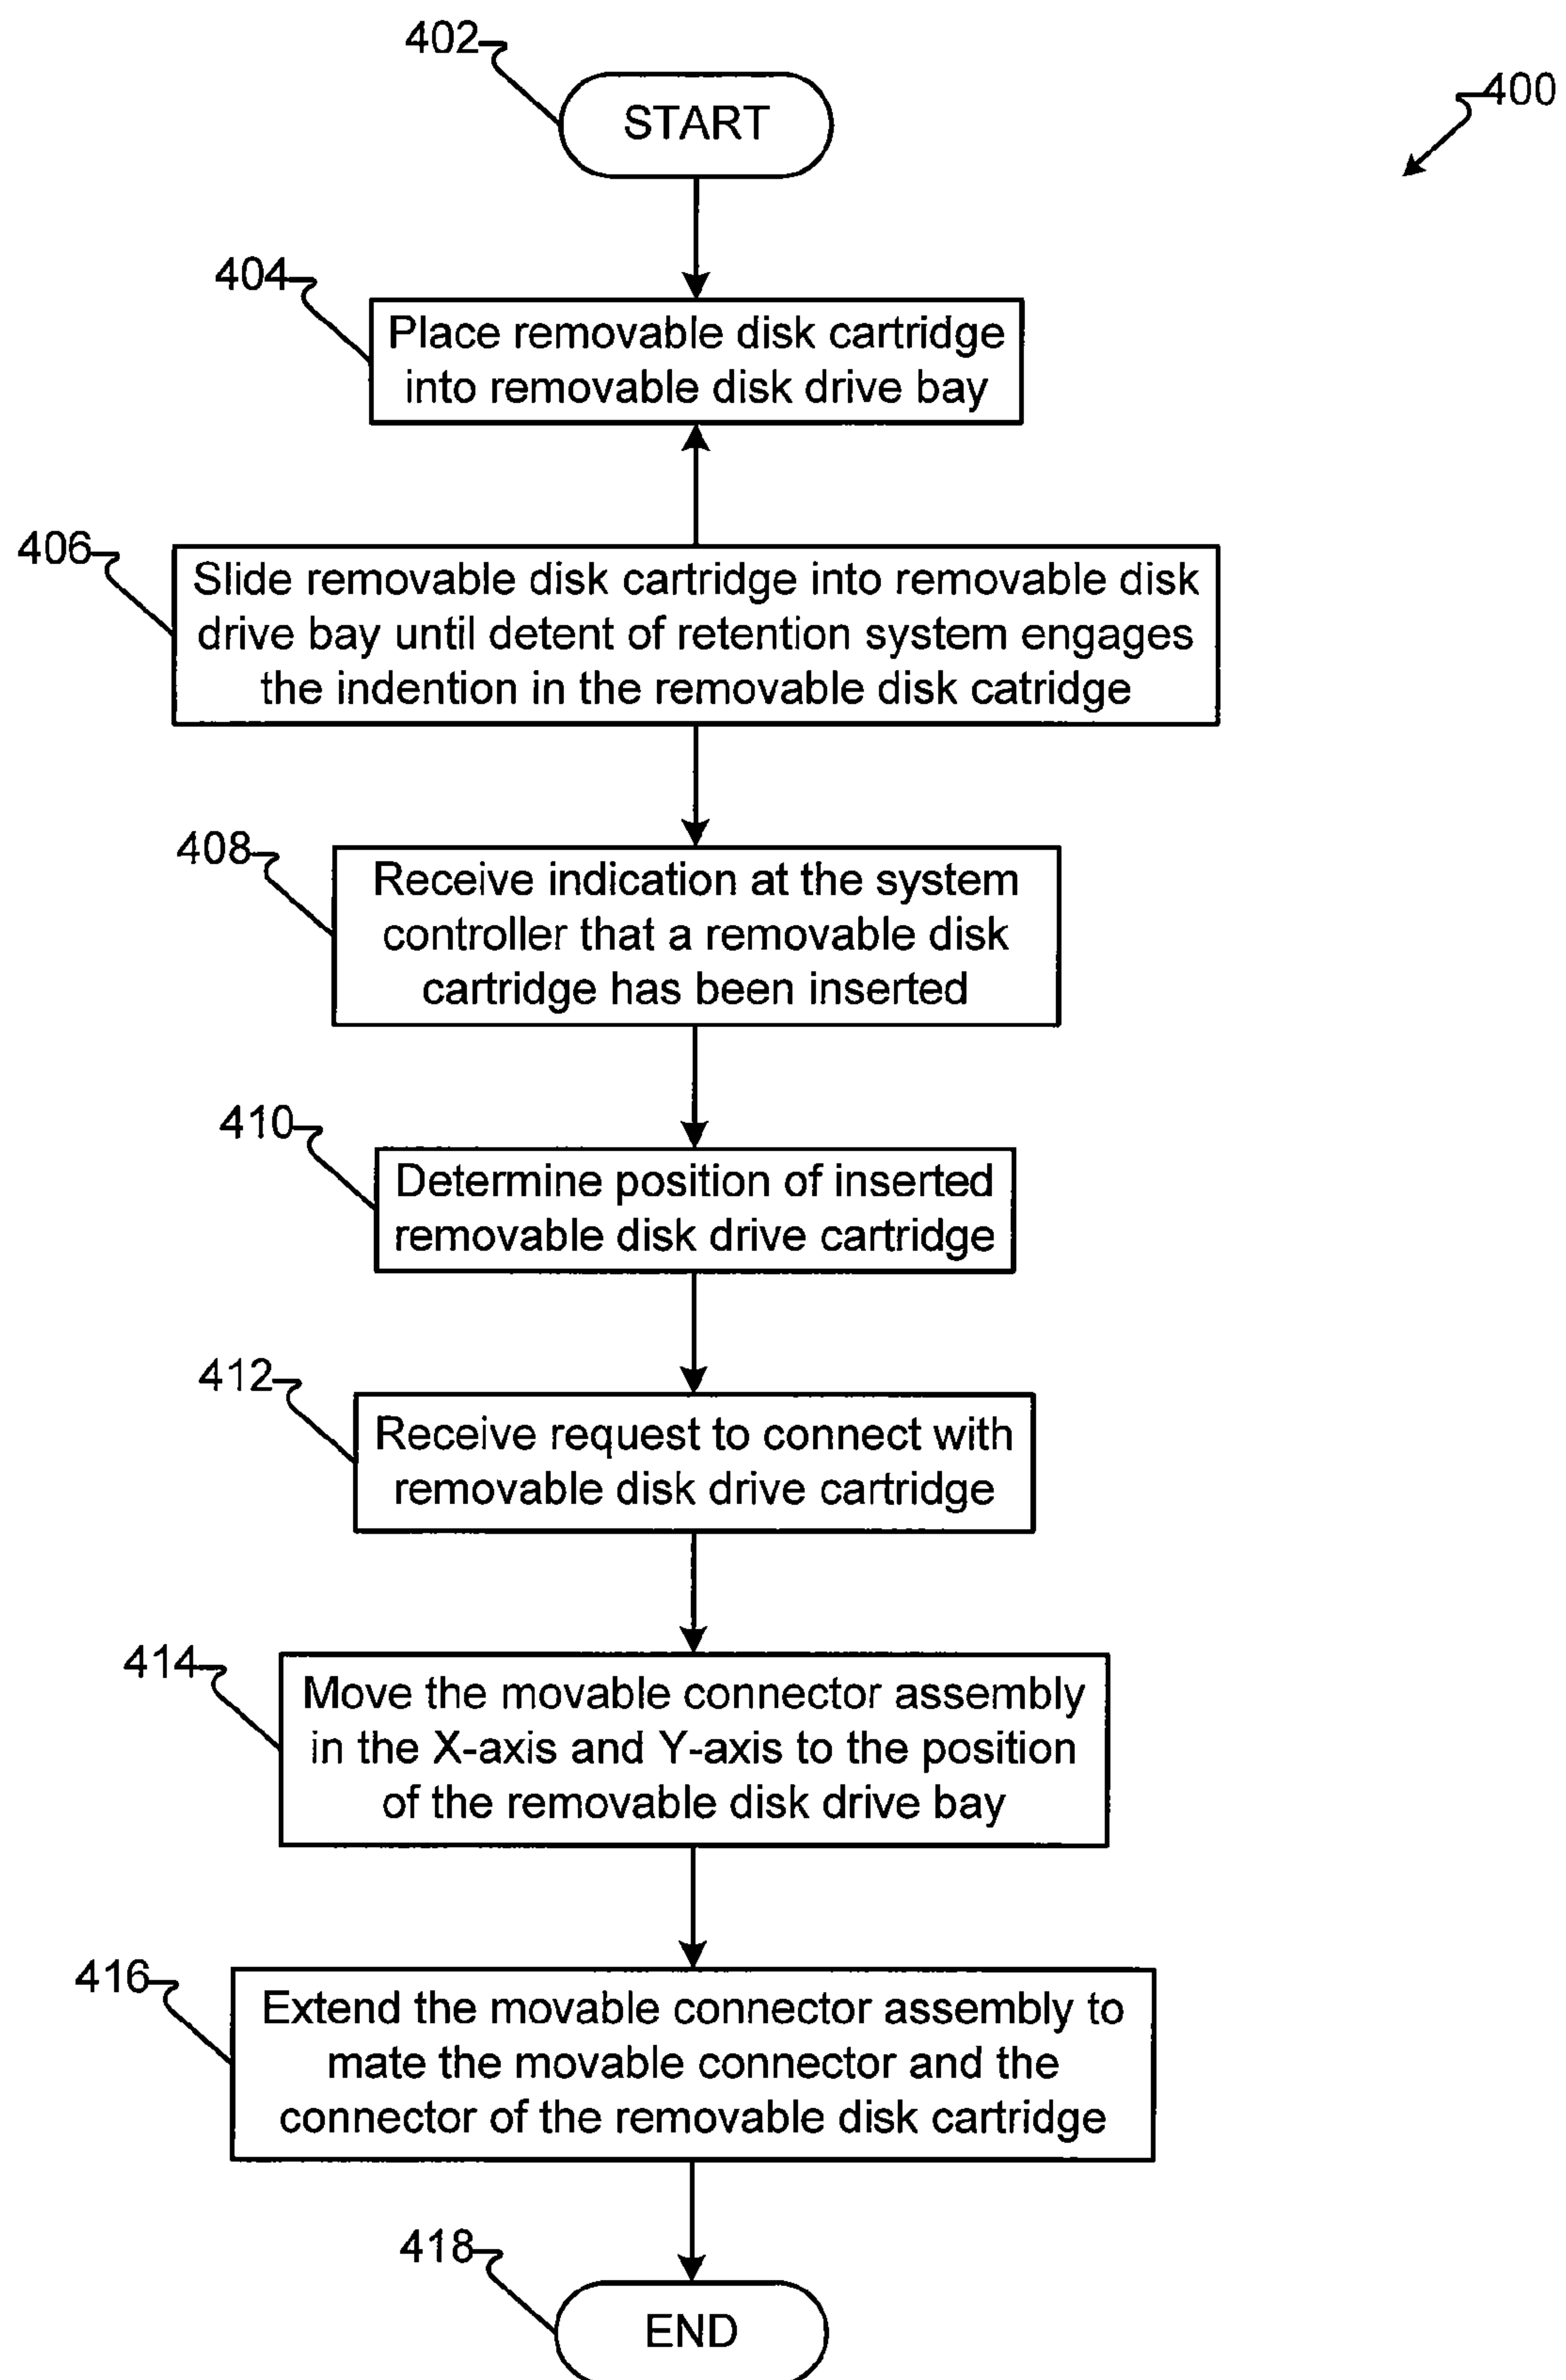 402
START
400
404
Place removable disk cartridge
into removable disk drive bay
406
Slide removable disk cartridge into removable disk
drive bay until detent of retention system engages
the indention in the removable disk catridge
408
Receive indication at the system
controller that a removable disk
cartridge has been inserted
410
Determine position of inserted
removable disk drive cartridge
412
Receive request to connect with
removable disk drive cartridge
414
Move the movable connector assembly
in the X-axis and Y-axis to the position
of the removable disk drive bay
416
Extend the movable connector assembly to
mate the movable connector and the
connector of the removable disk cartridge
418
END